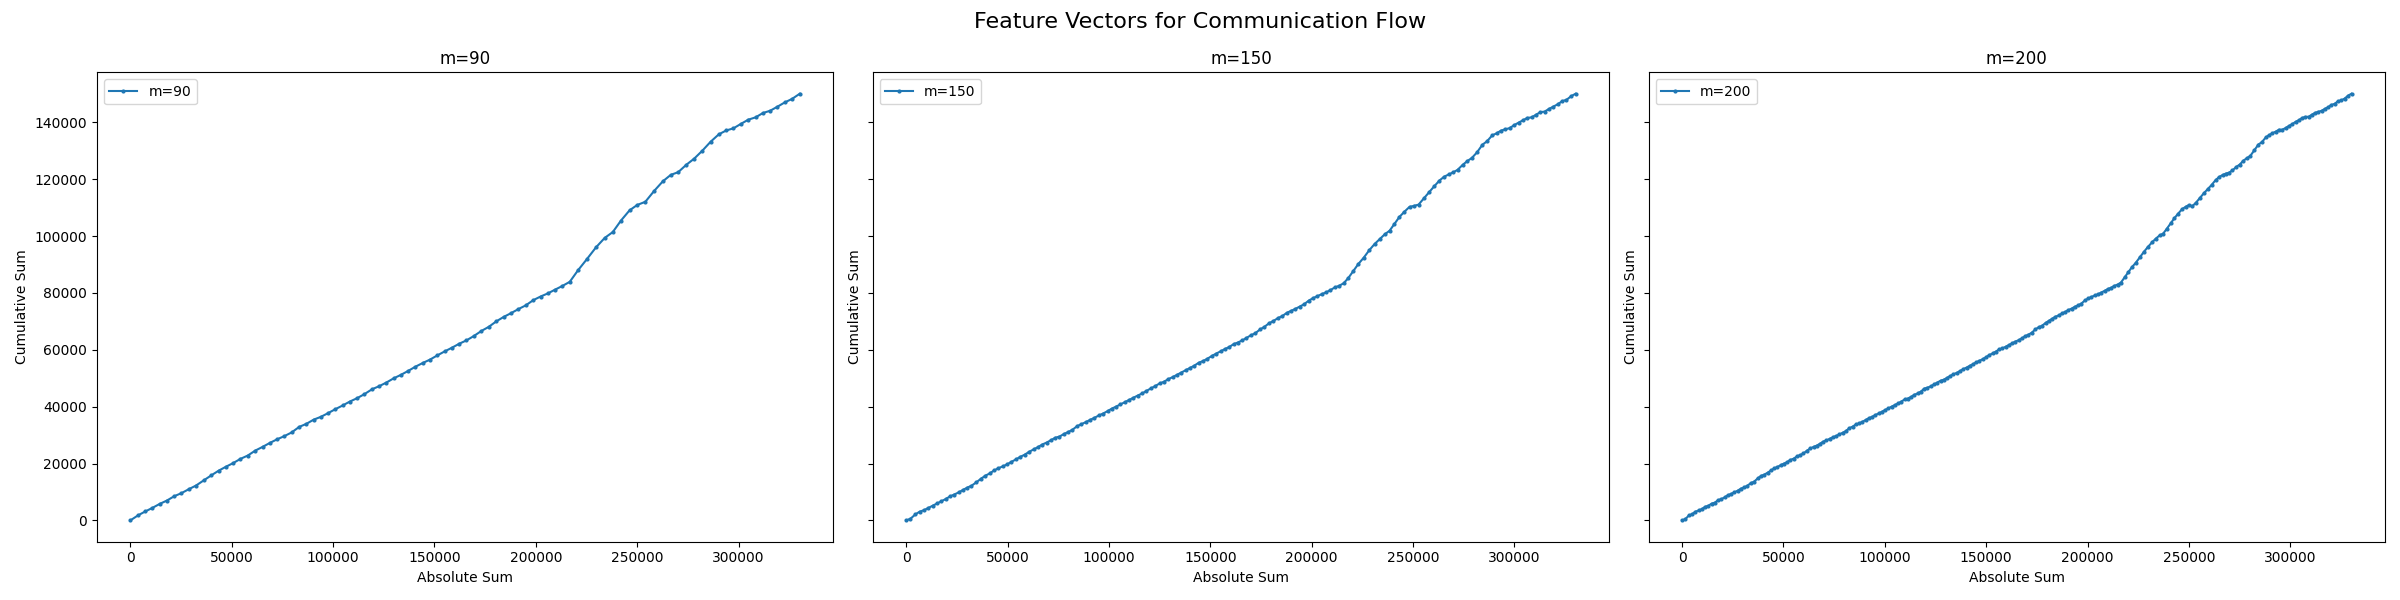 Feature Vectors for Communication Flow
m=90
m=90
140000
120000
100000
80000
60000
40000
20000
0
Cumulative Sum
0 50000 100000 150000 200000 250000 300000
Absolute Sum
m=150
m=150
Cumulative Sum
0 50000 100000 150000 200000 250000 300000
Absolute Sum
m=200
m=200
Cumulative Sum
0 50000 100000 150000 200000 250000 300000
Absolute Sum